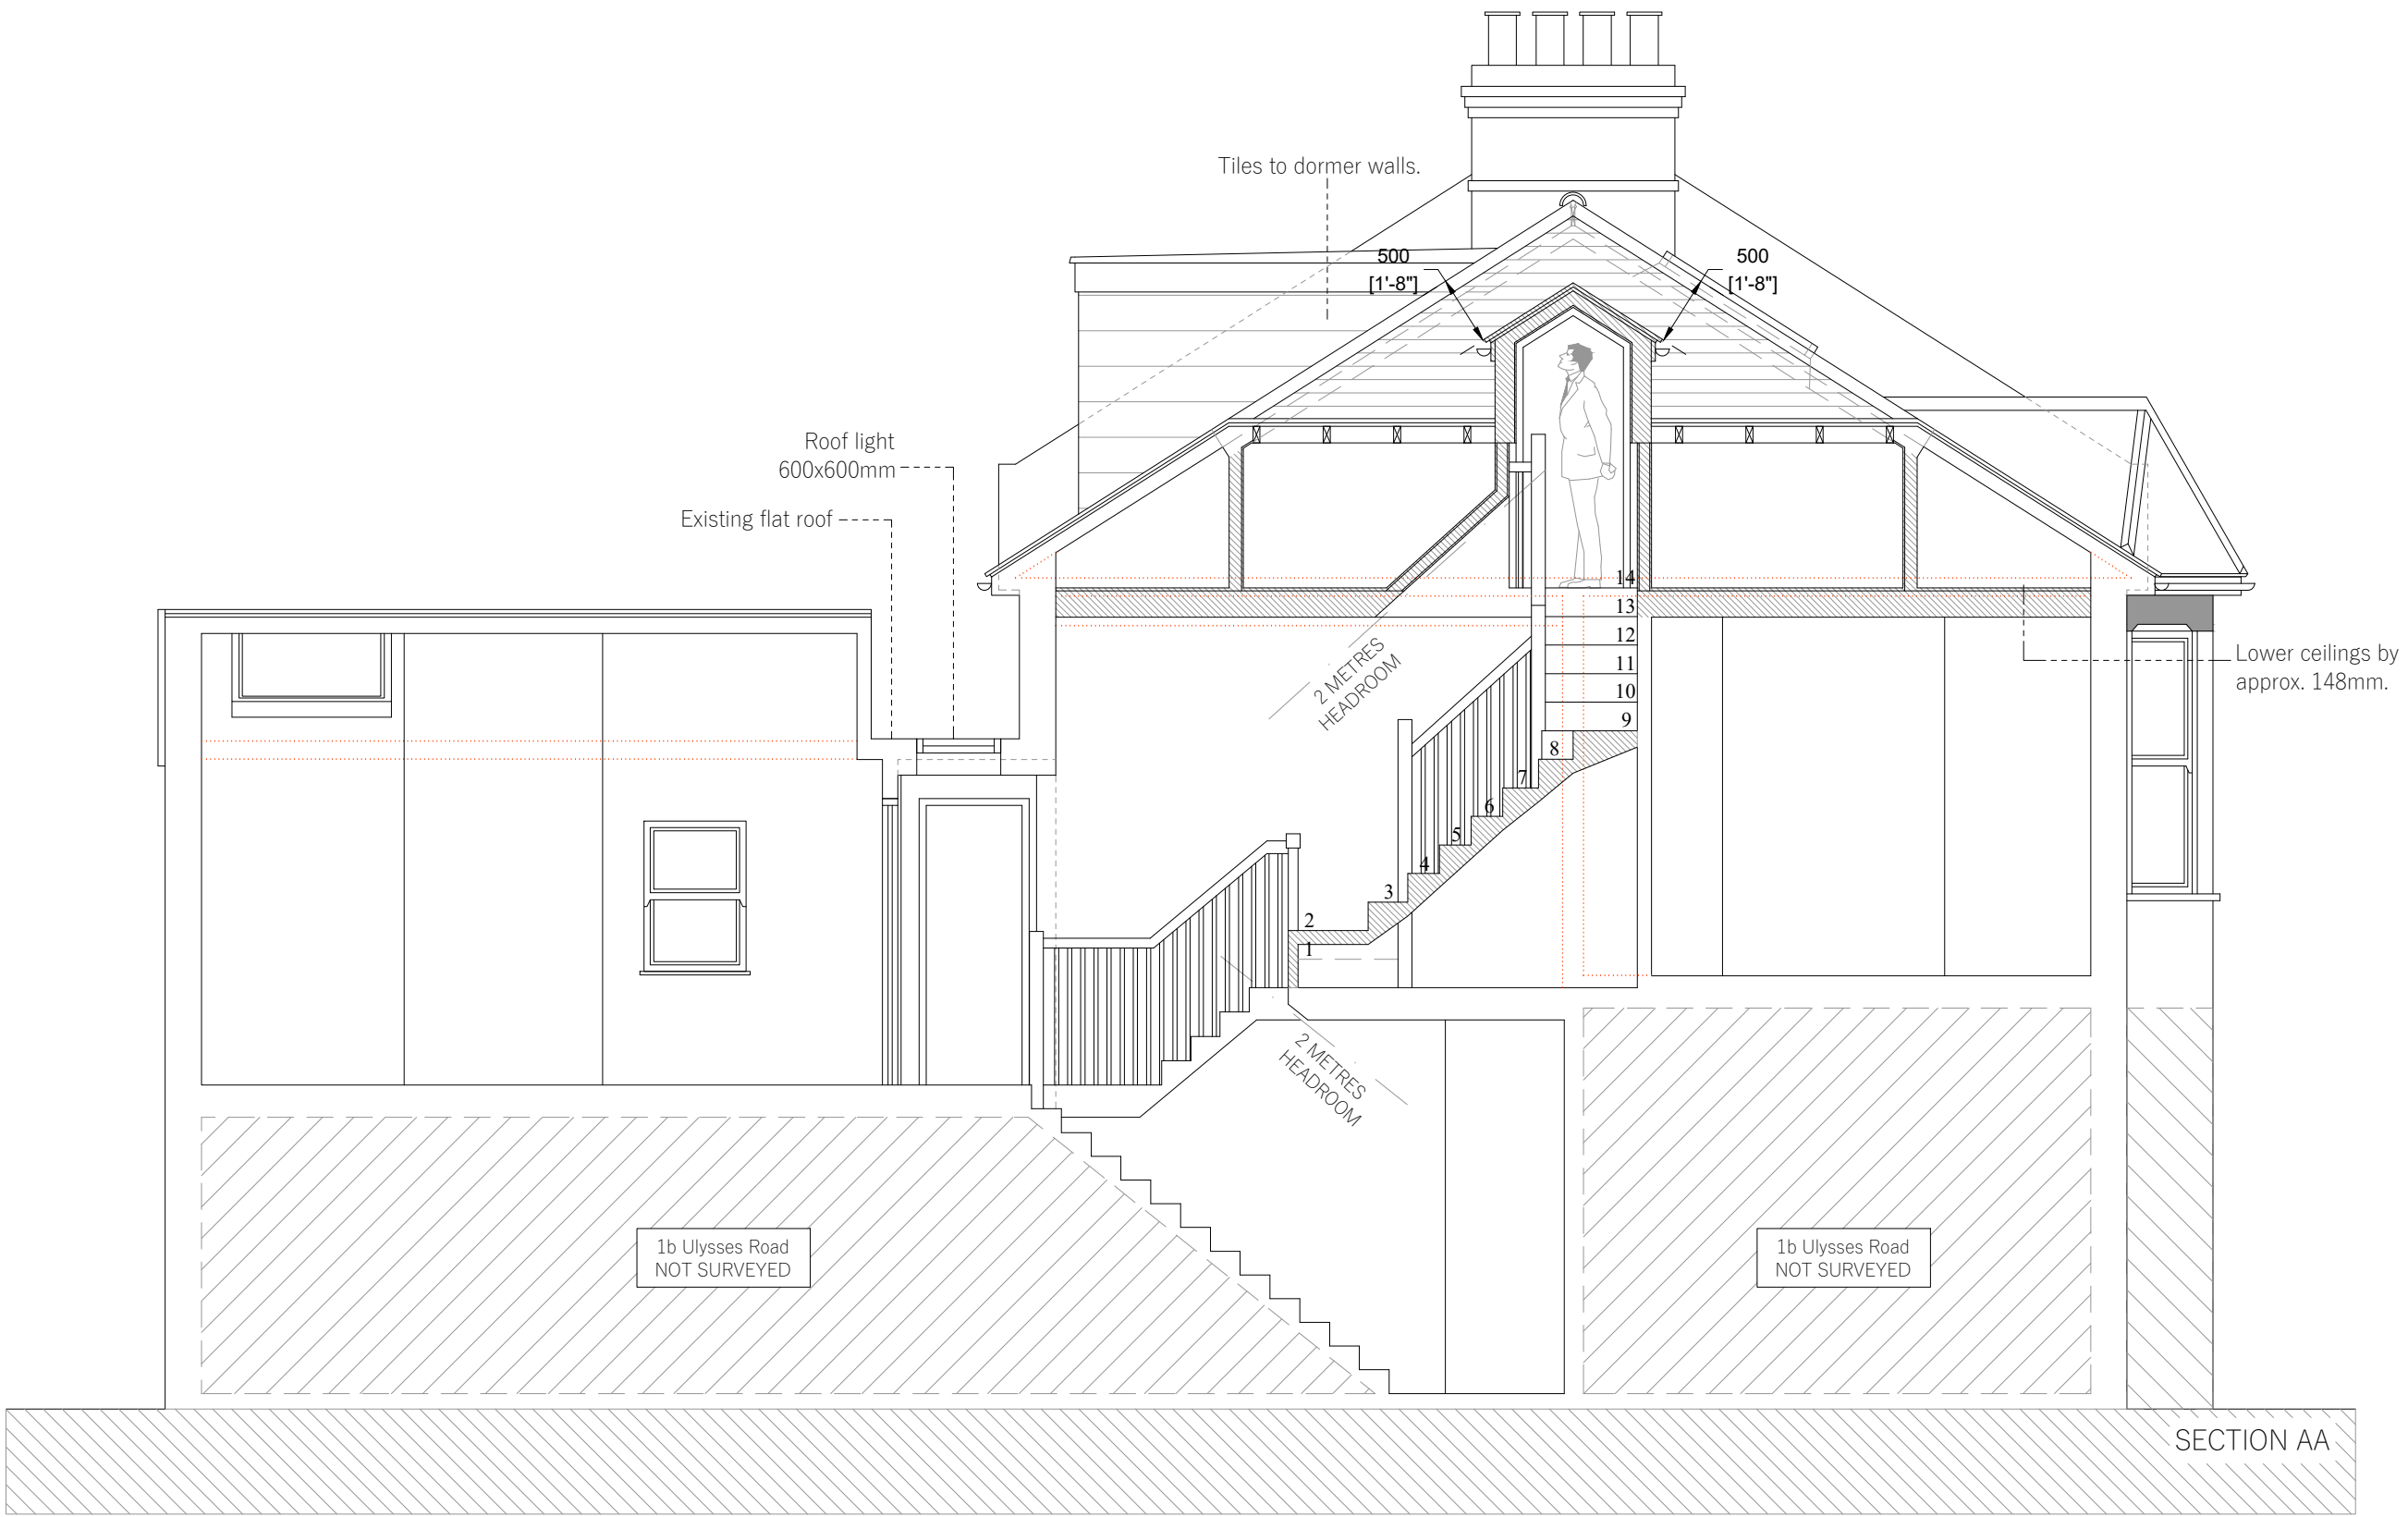 Tiles to dormer walls.
500
[1'-8"]
500
[1'-8"]
Roof light
600x600mm
Existing flat roof
14
13
12
11
10
9
8
7
6
5
4
3
2
1
2 METRES
HEADROOM
Lower ceilings by
approx. 148mm.
2 METRES
HEADROOM
1b Ulysses Road
NOT SURVEYED
1b Ulysses Road
NOT SURVEYED
SECTION AA